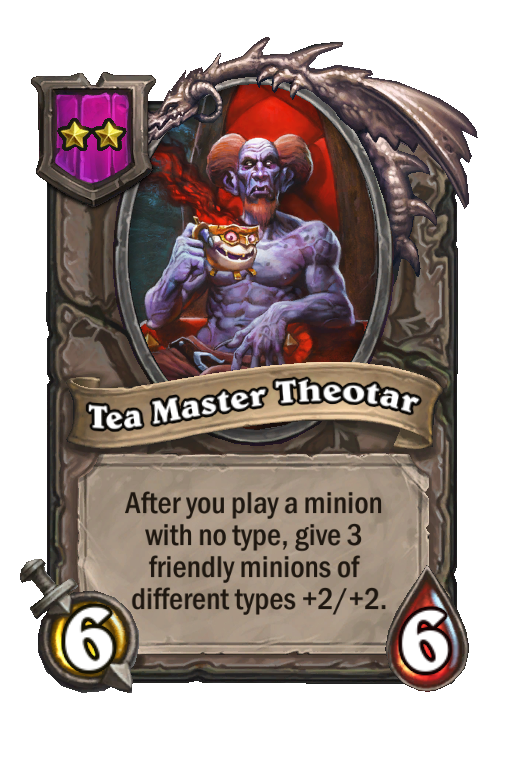 Tea Master Theotar
After you play a minion
with no type, give 3
friendly minions of
different types +2/+2.
6
6